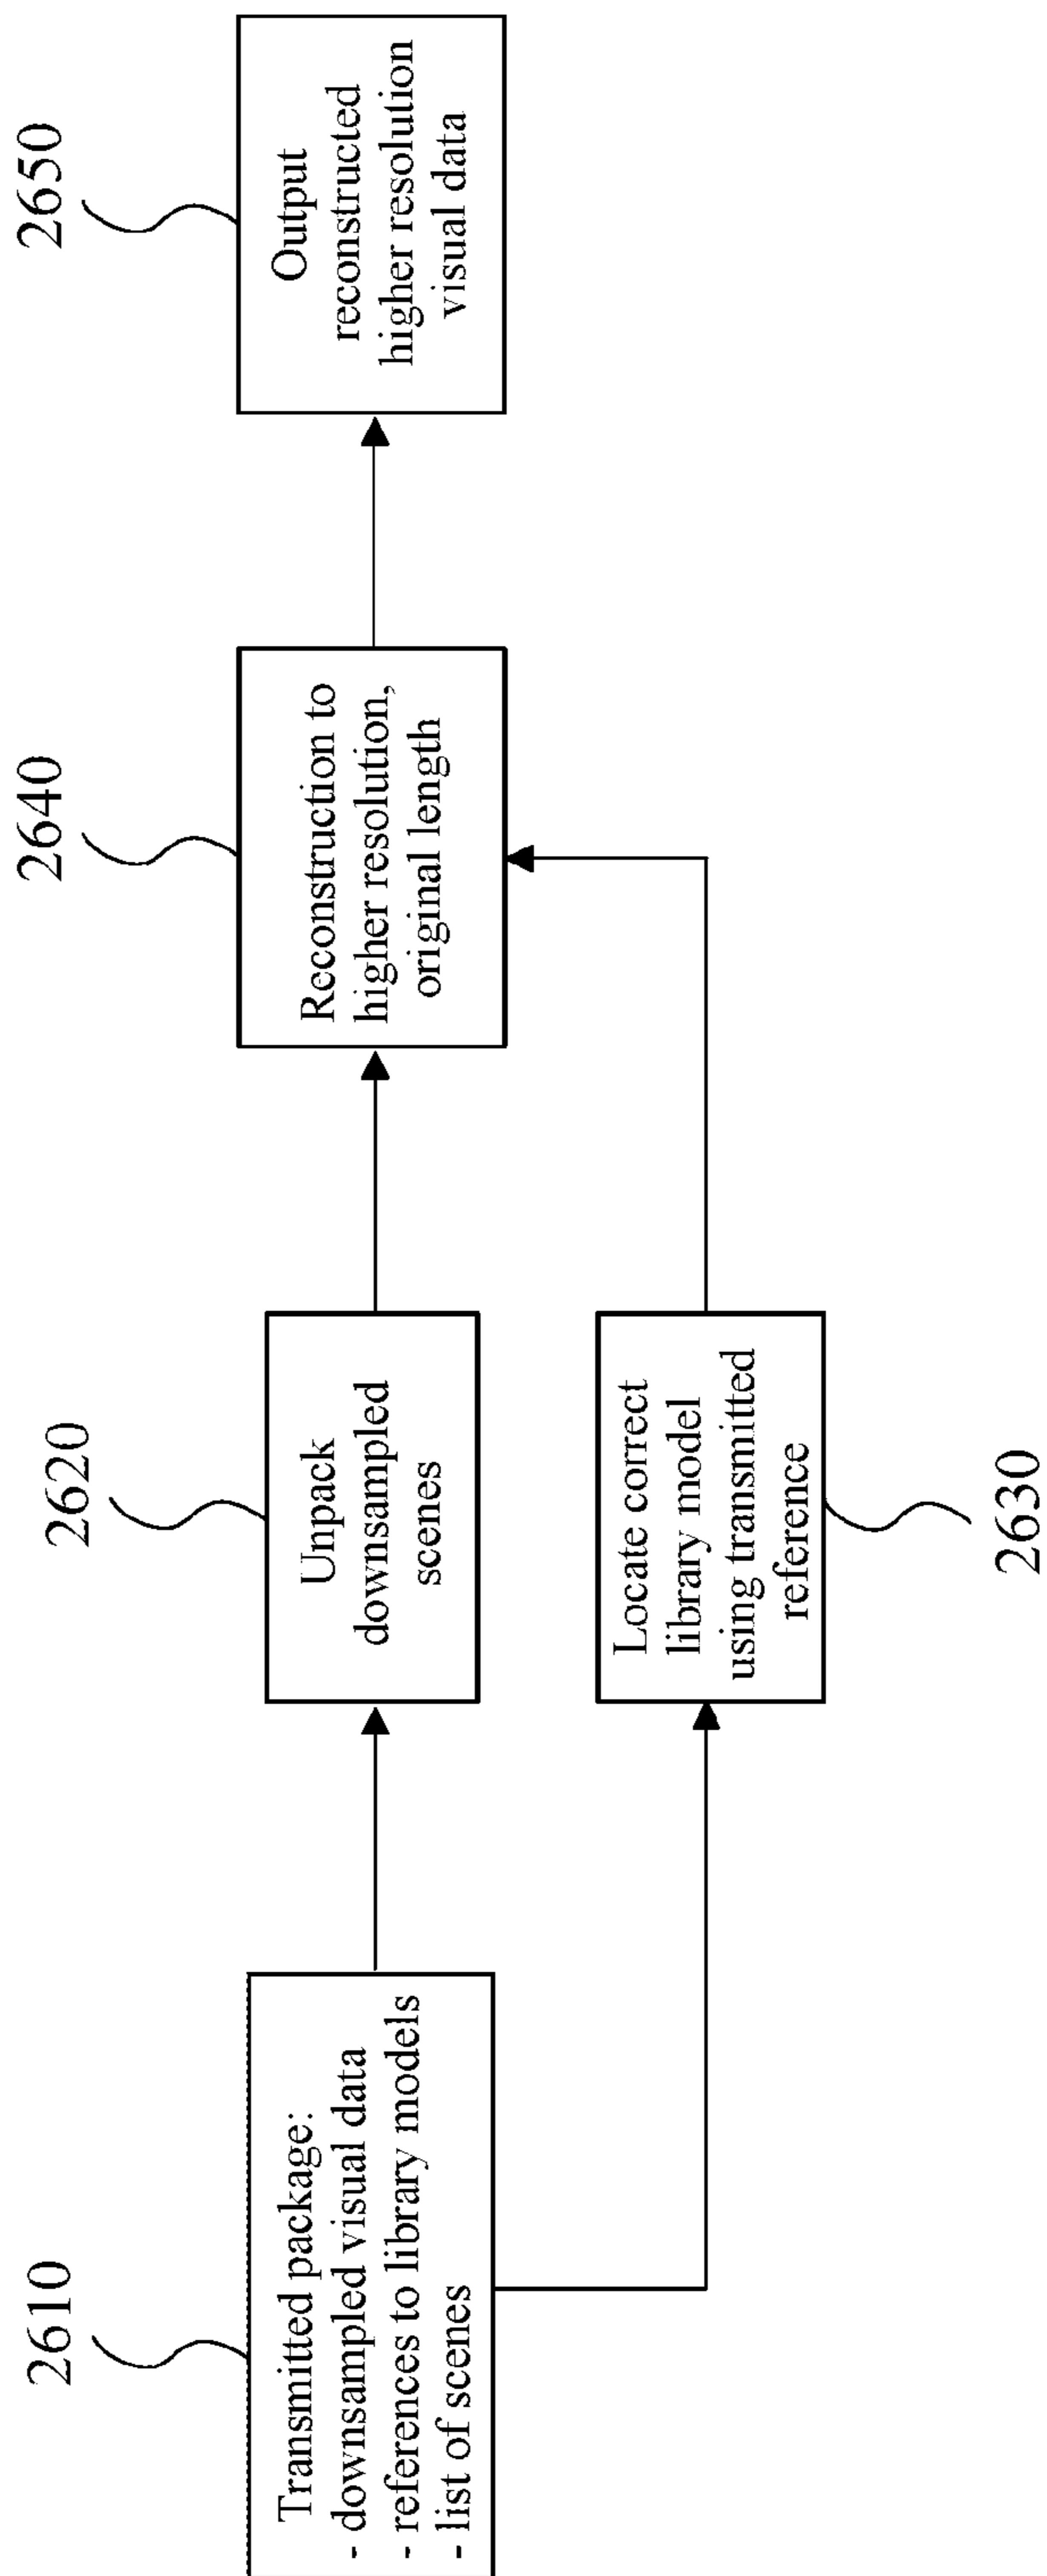 2610
Transmitted package:
- downsampled visual data
- references to library models
- list of scenes
2620
Unpack
downsampled
scenes
Locate correct
library model
using transmitted
reference
2630
2640
Reconstruction to
higher resolution,
original length
2650
Output
reconstructed
higher resolution
visual data